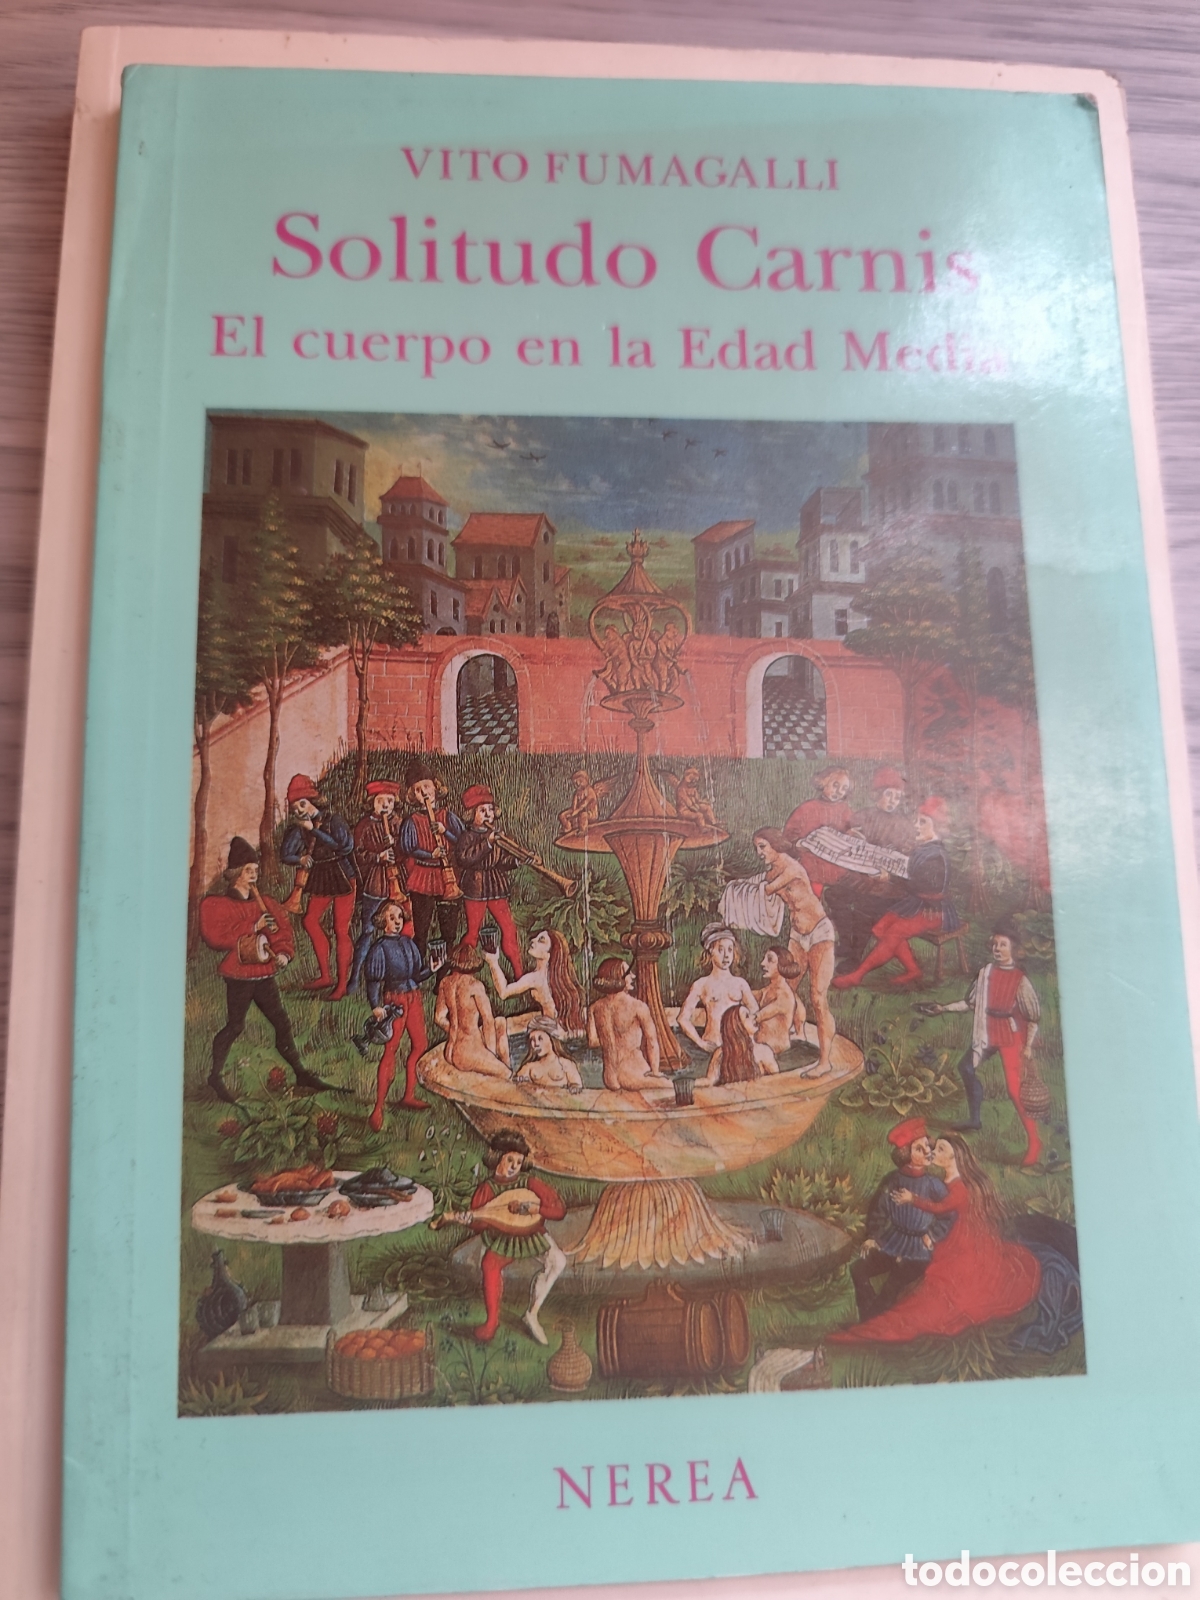 VITO FUMAGALLI
Solitudo Carnis
El cuerpo en la Edad Media
NEREA
todocoleccion